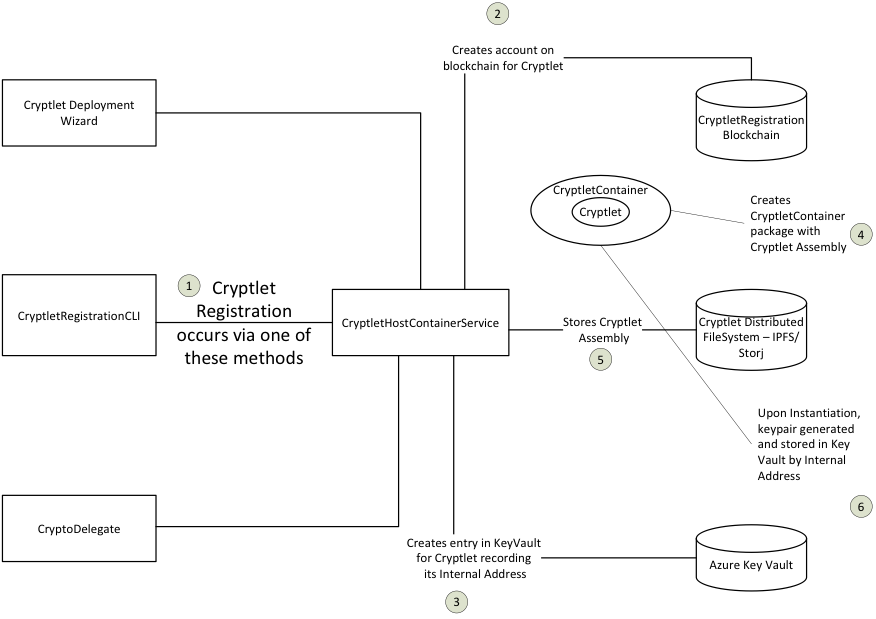 2
Creates account on
blockchain for Cryptlet
Cryptlet Deployment
Wizard
CryptletRegistration
Blockchain
CryptletContainer
Cryptlet
Creates
CryptletContainer
package with
Cryptlet Assembly
4
1
Cryptlet
Registration
occurs via one of
these methods
CryptletRegistrationCLI
CryptletHostContainerService
Stores Cryptlet
Assembly
5
Cryptlet Distributed
FileSystem – IPFS/
Storj
Upon Instantiation,
keypair generated
and stored in Key
Vault by Internal
Address
6
CryptoDelegate
Creates entry in KeyVault
for Cryptlet recording
its Internal Address
3
Azure Key Vault